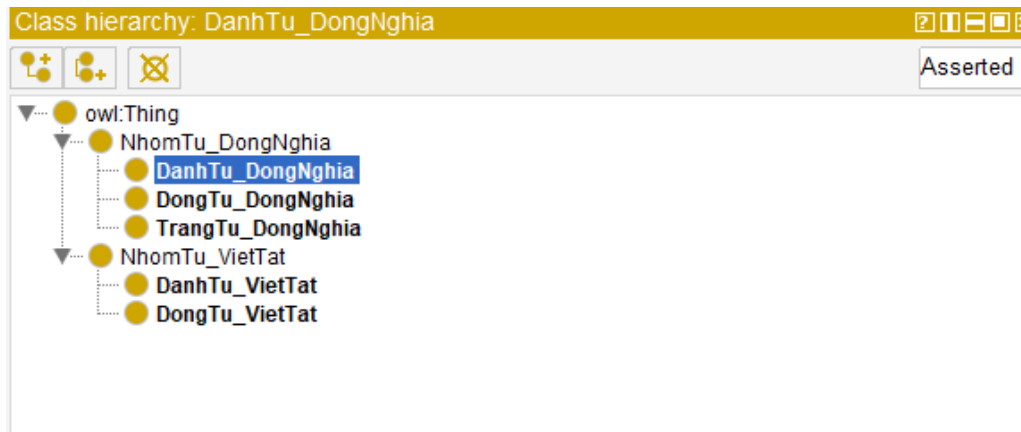 Class hierarchy: DanhTu_DongNghia
Asserted
owl:Thing
NhomTu_DongNghia
DanhTu_DongNghia
DongTu_DongNghia
TrangTu_DongNghia
NhomTu_VietTat
DanhTu_VietTat
DongTu_VietTat